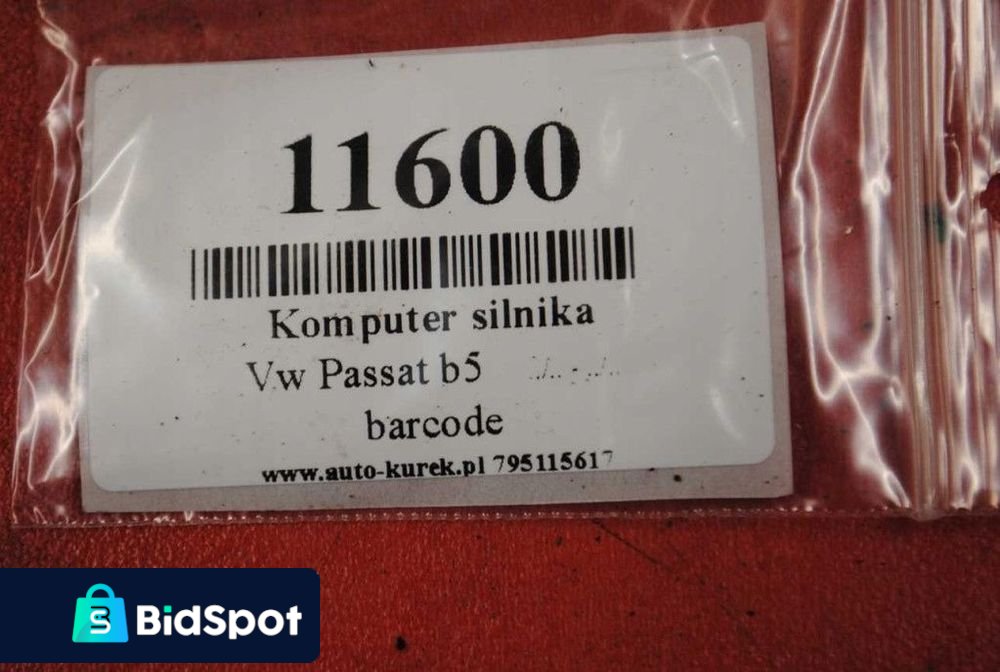 11600
Komputer silnika
Vw Passat b5
barcode
www.auto-kurek.pl 795115617
BidSpot